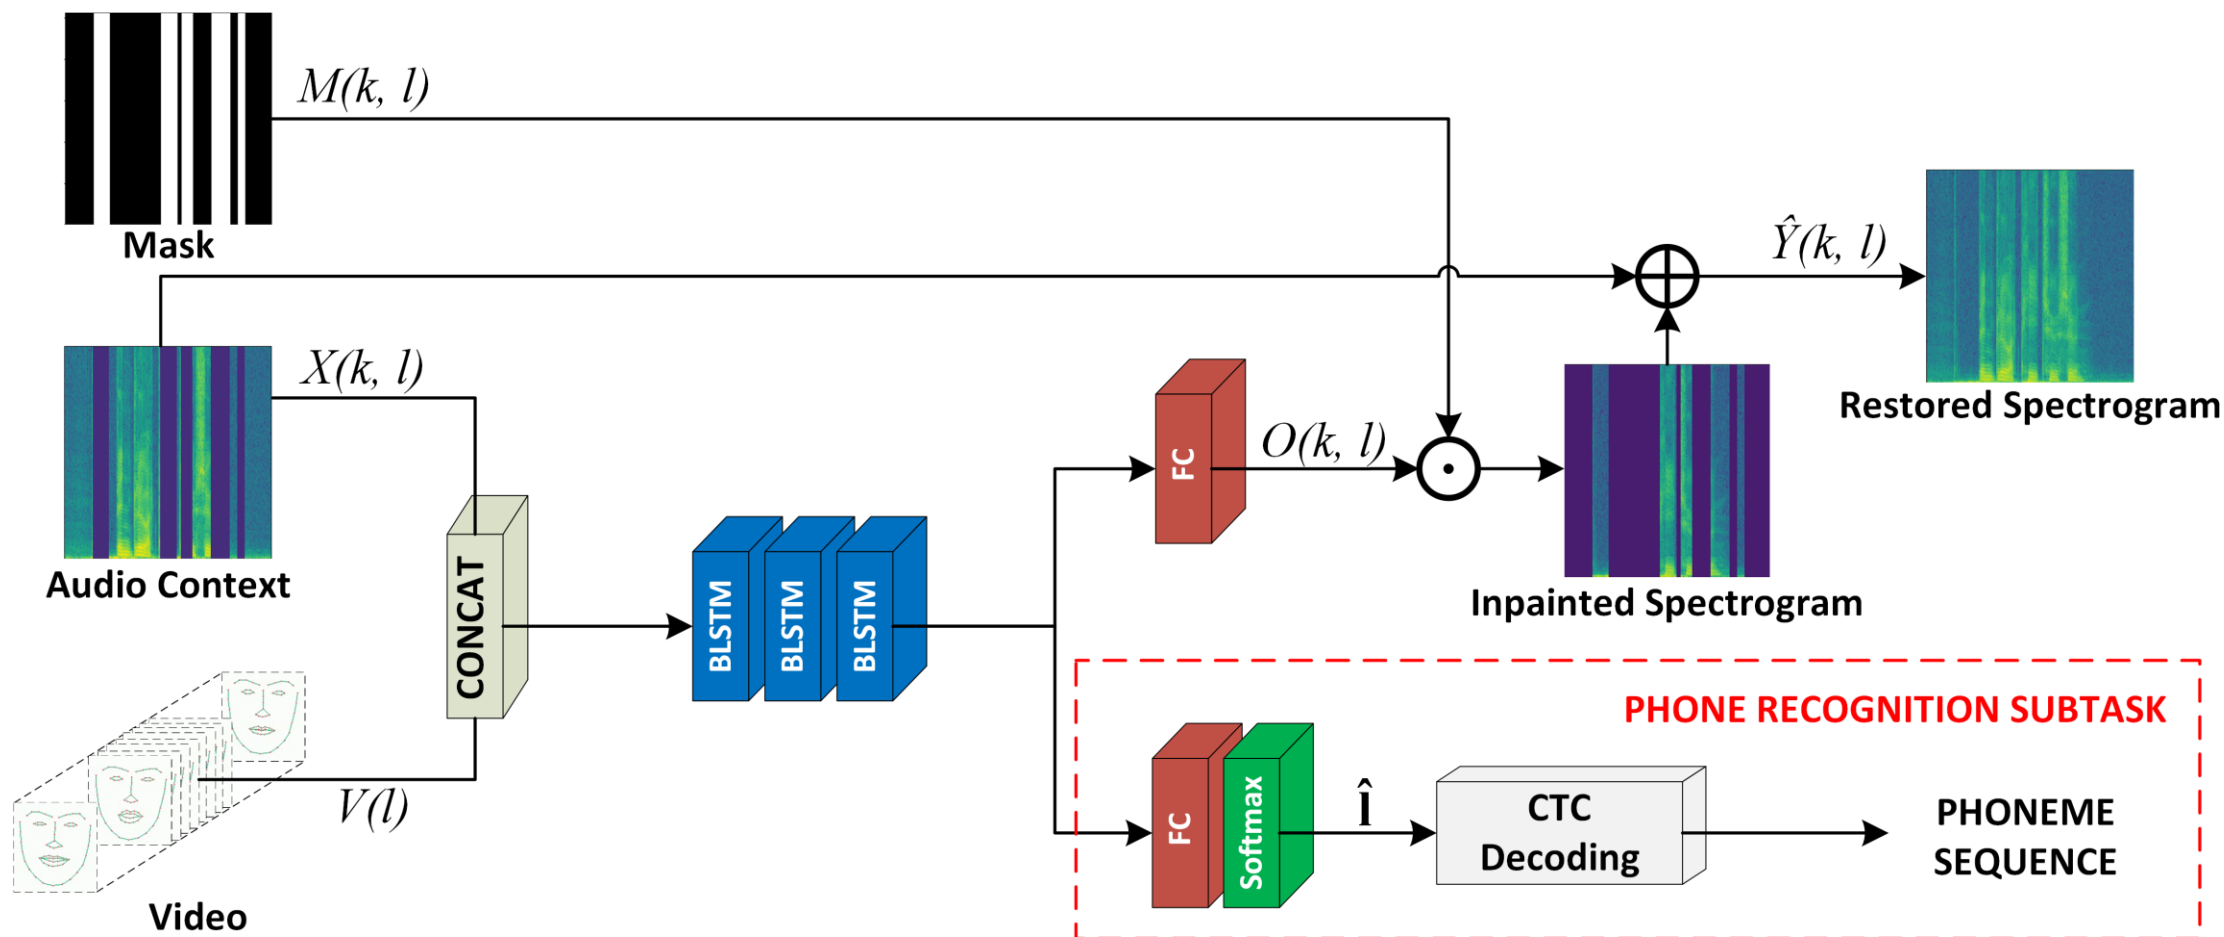 M(k, l)
Mask
Ŷ(k, l)
X(k, l)
Restored Spectrogram
FC
O(k, l)
Audio Context
CONCAT
BLSTM
BLSTM
BLSTM
Inpainted Spectrogram
PHONE RECOGNITION SUBTASK
V(l)
FC
Softmax
l̂
CTC
Decoding
PHONEME
SEQUENCE
Video